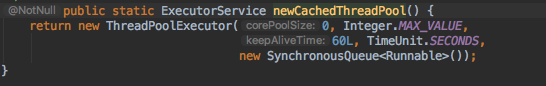 @NotNull public static ExecutorService newCachedThreadPool() {
return new ThreadPoolExecutor( corePoolSize: 0, Integer.MAX_VALUE,
keepAliveTime: 60L, TimeUnit.SECONDS,
new SynchronousQueue<Runnable>());
}